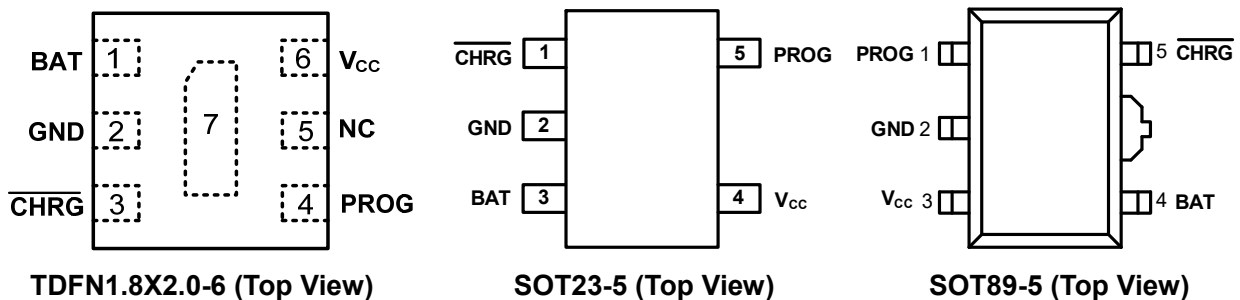 BAT 1 6 VCC
GND 2 7 5 NC
CHRG 3 4 PROG
TDFN1.8X2.0-6 (Top View)
CHRG 1 5 PROG
GND 2
BAT 3 4 VCC
SOT23-5 (Top View)
PROG 1 5 CHRG
GND 2
VCC 3 4 BAT
SOT89-5 (Top View)